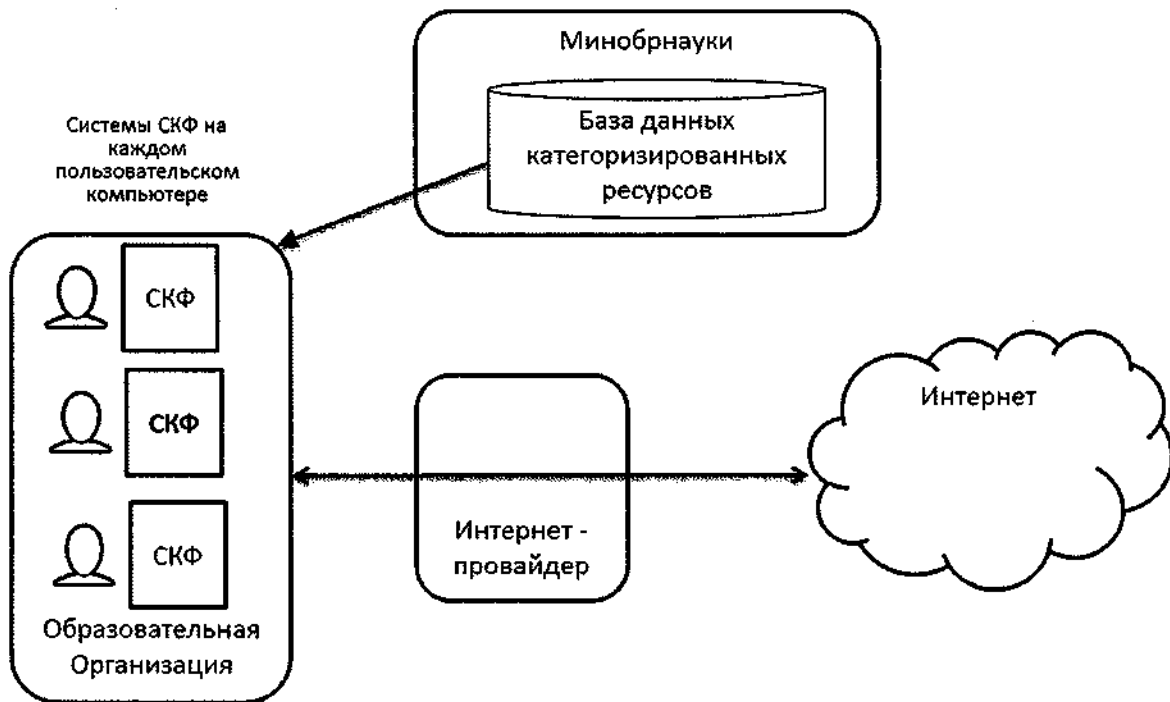 Минобрнауки
База данных
категоризированных
ресурсов
Системы СКФ на
каждом
пользовательском
компьютере
СКФ
СКФ
СКФ
Образовательная
Организация
Интернет -
провайдер
Интернет